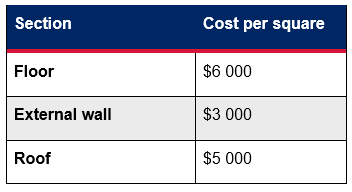 Section Cost per square
Floor $6 000
External wall $3 000
Roof $5 000